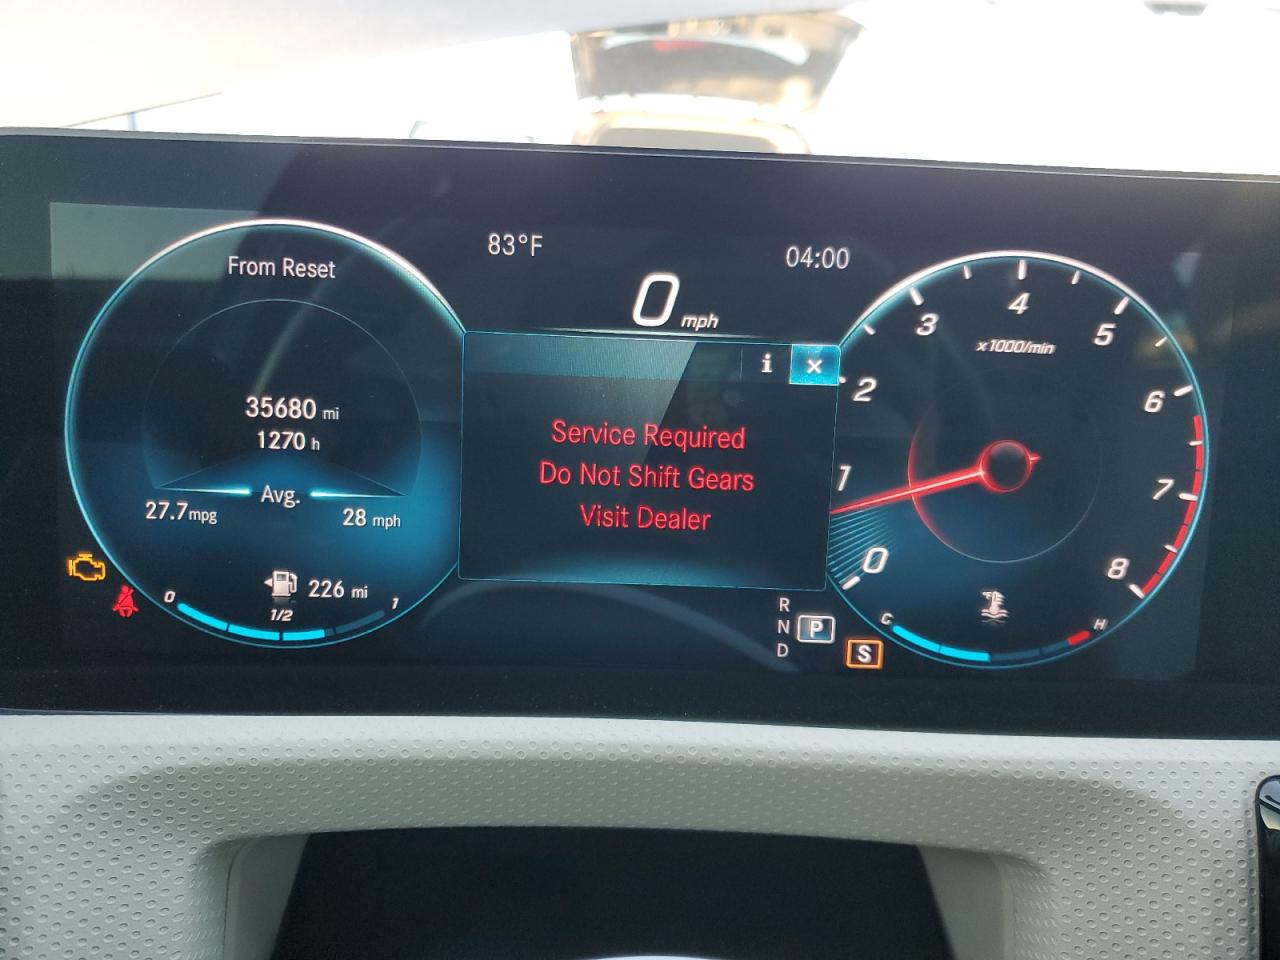 From Reset
35680 mi
1270 h
Avg.
27.7mpg
28 mph
226 mi
0
1/2
1
83°F
04:00
0 mph
i
×
Service Required
Do Not Shift Gears
Visit Dealer
R
N
D
P
S
x1000/min
0
1
2
3
4
5
6
7
8
°F
C
H